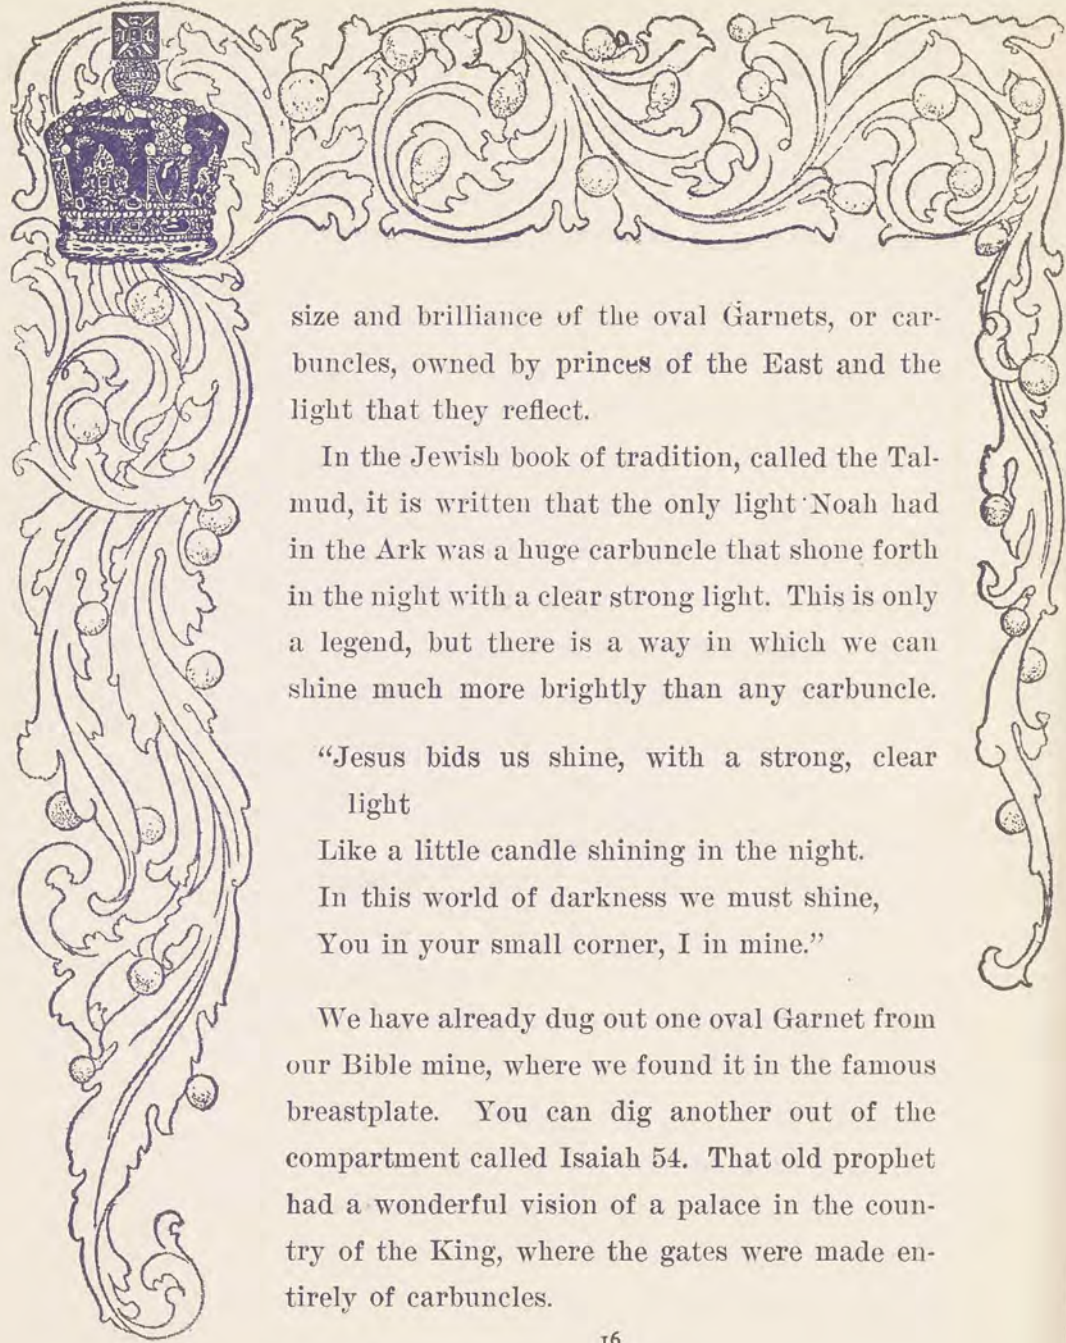 size and brilliance of the oval Garnets, or car-
buncles, owned by princes of the East and the
light that they reflect.
In the Jewish book of tradition, called the Tal-
mud, it is written that the only light Noah had
in the Ark was a huge carbuncle that shone forth
in the night with a clear strong light. This is only
a legend, but there is a way in which we can
shine much more brightly than any carbuncle.
“Jesus bids us shine, with a strong, clear
light
Like a little candle shining in the night.
In this world of darkness we must shine,
You in your small corner, I in mine.”
We have already dug out one oval Garnet from
our Bible mine, where we found it in the famous
breastplate. You can dig another out of the
compartment called Isaiah 54. That old prophet
had a wonderful vision of a palace in the coun-
try of the King, where the gates were made en-
tirely of carbuncles.
16